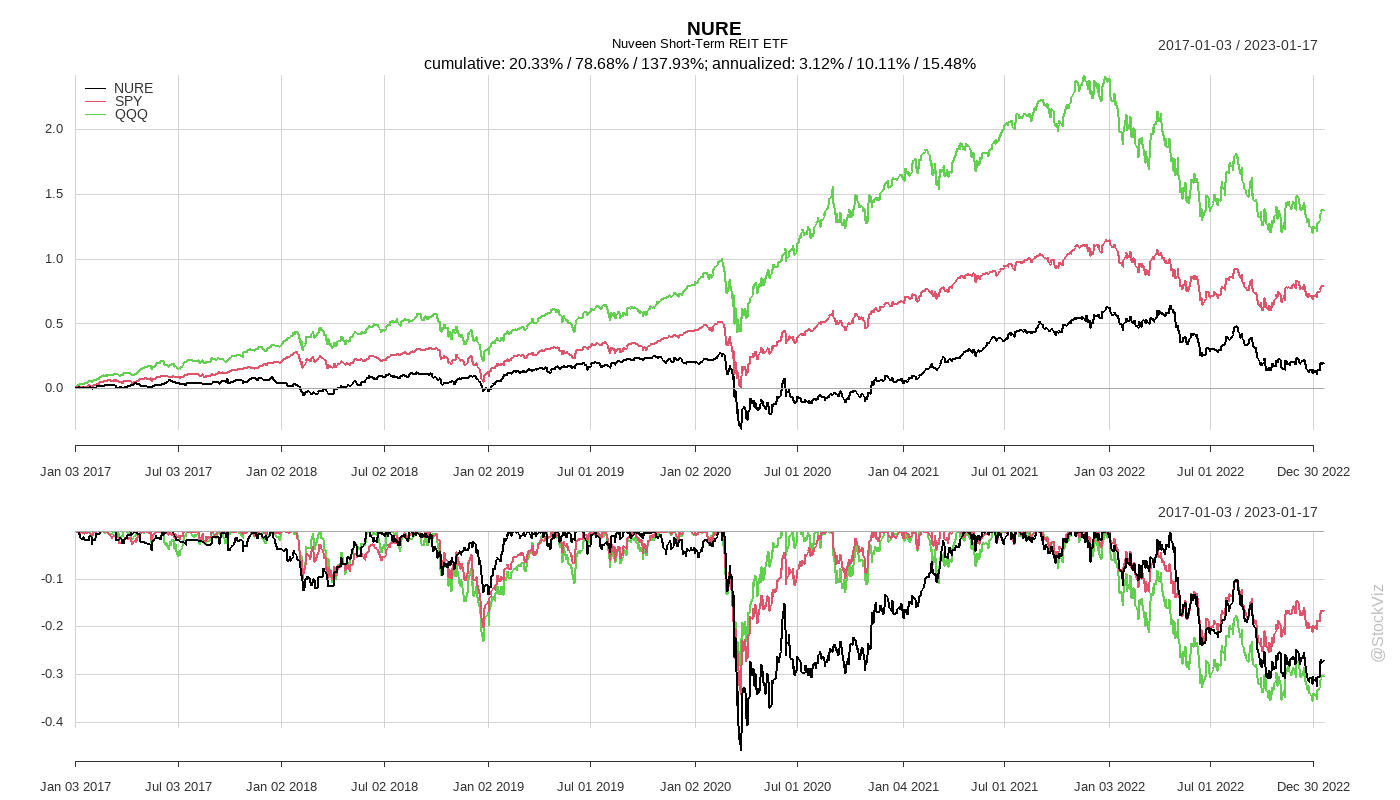 NURE
Nuveen Short-Term REIT ETF
2017-01-03 / 2023-01-17
cumulative: 20.33% / 78.68% / 137.93%; annualized: 3.12% / 10.11% / 15.48%
NURE
SPY
QQQ
2.0
1.5
1.0
0.5
0.0
Jan 03 2017 Jul 03 2017 Jan 02 2018 Jul 02 2018 Jan 02 2019 Jul 01 2019 Jan 02 2020 Jul 01 2020 Jan 04 2021 Jul 01 2021 Jan 03 2022 Jul 01 2022 Dec 30 2022
2017-01-03 / 2023-01-17
-0.1
-0.2
-0.3
-0.4
Jan 03 2017 Jul 03 2017 Jan 02 2018 Jul 02 2018 Jan 02 2019 Jul 01 2019 Jan 02 2020 Jul 01 2020 Jan 04 2021 Jul 01 2021 Jan 03 2022 Jul 01 2022 Dec 30 2022
@StockViz